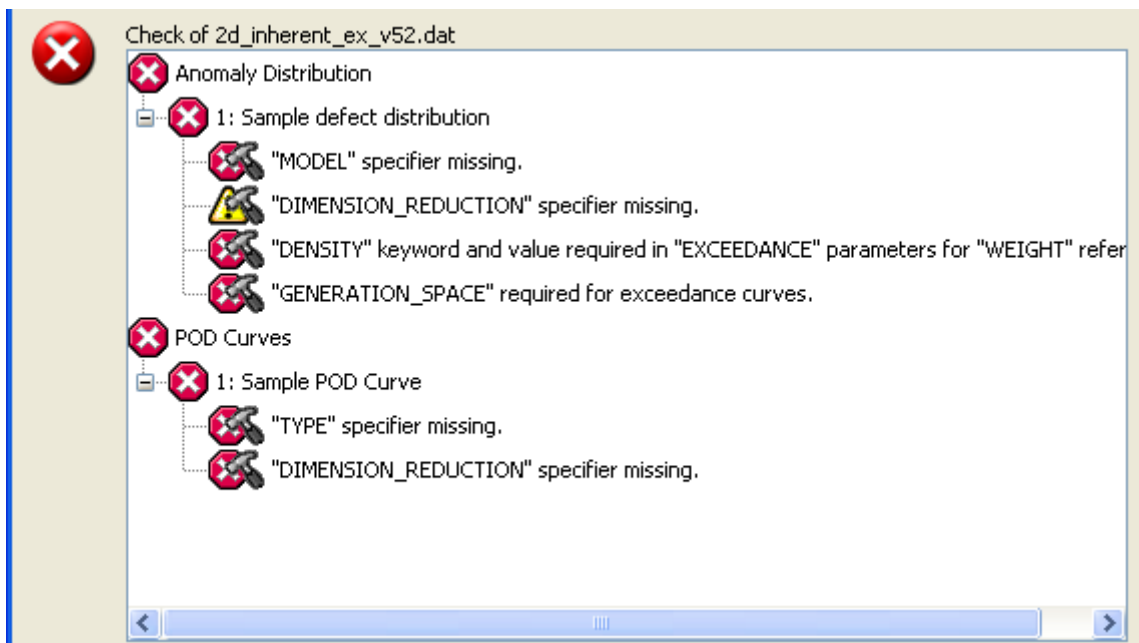 Check of 2d_inherent_ex_v52.dat
Anomaly Distribution
1: Sample defect distribution
"MODEL" specifier missing.
"DIMENSION_REDUCTION" specifier missing.
"DENSITY" keyword and value required in "EXCEEDANCE" parameters for "WEIGHT" refer
"GENERATION_SPACE" required for exceedance curves.
POD Curves
1: Sample POD Curve
"TYPE" specifier missing.
"DIMENSION_REDUCTION" specifier missing.